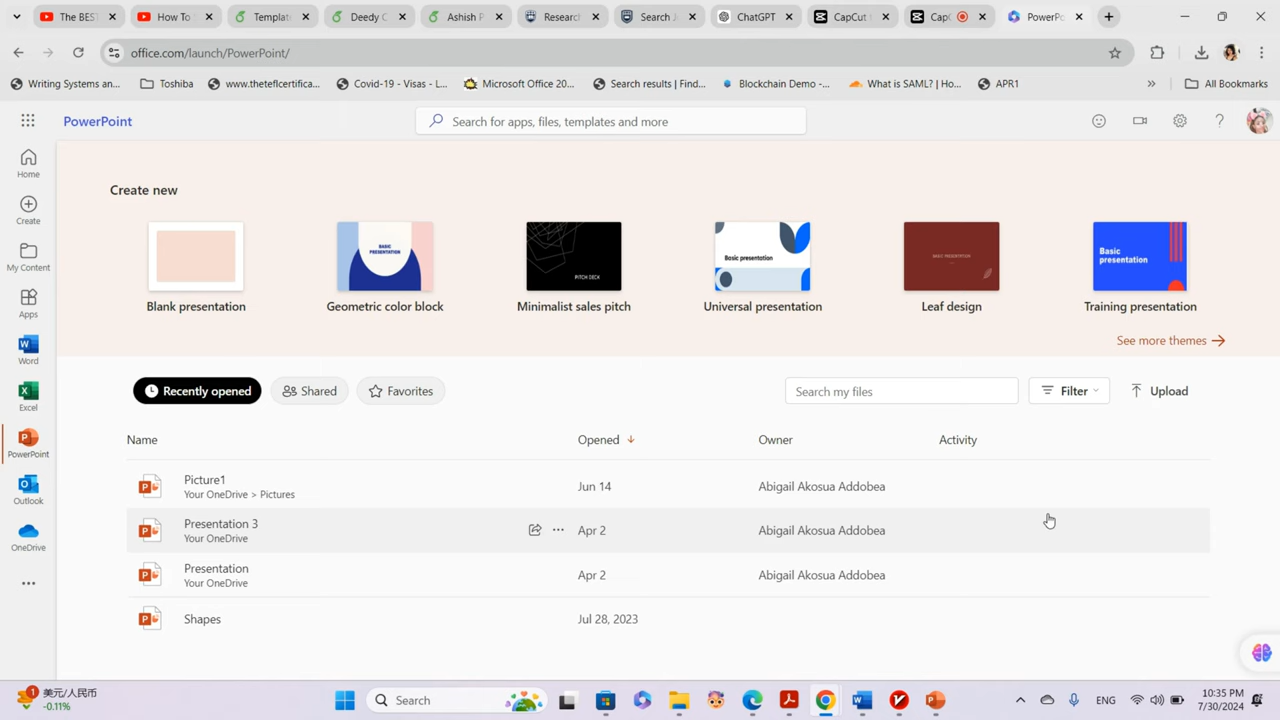 The BEST
How To
Templat
Deedy C
Ashish
Researc
Search J
ChatGPT
CapCut
CapC
PowerPo
office.com/launch/PowerPoint/
Writing Systems an...
Toshiba
www.theteflcertifica...
Covid-19 - Visas - L...
Microsoft Office 20...
Search results | Find...
Blockchain Demo -...
What is SAML? | Ho...
APR1
All Bookmarks
PowerPoint
Search for apps, files, templates and more
Home
Create
My Content
Apps
Word
Excel
PowerPoint
Outlook
OneDrive
Create new
BASIC PRESENTATION
PITCH DECK
Basic presentation
BASIC PRESENTATION
Basic
presentation
Blank presentation
Geometric color block
Minimalist sales pitch
Universal presentation
Leaf design
Training presentation
See more themes
Recently opened
Shared
Favorites
Search my files
Filter
Upload
Name
Opened
Owner
Activity
Picture1
Your OneDrive > Pictures
Jun 14
Abigail Akosua Addobea
Presentation 3
Your OneDrive
Apr 2
Abigail Akosua Addobea
Presentation
Your OneDrive
Apr 2
Abigail Akosua Addobea
Shapes
Jul 28, 2023
1
美元/人民币
-0.11%
Search
ENG
10:35 PM
7/30/2024